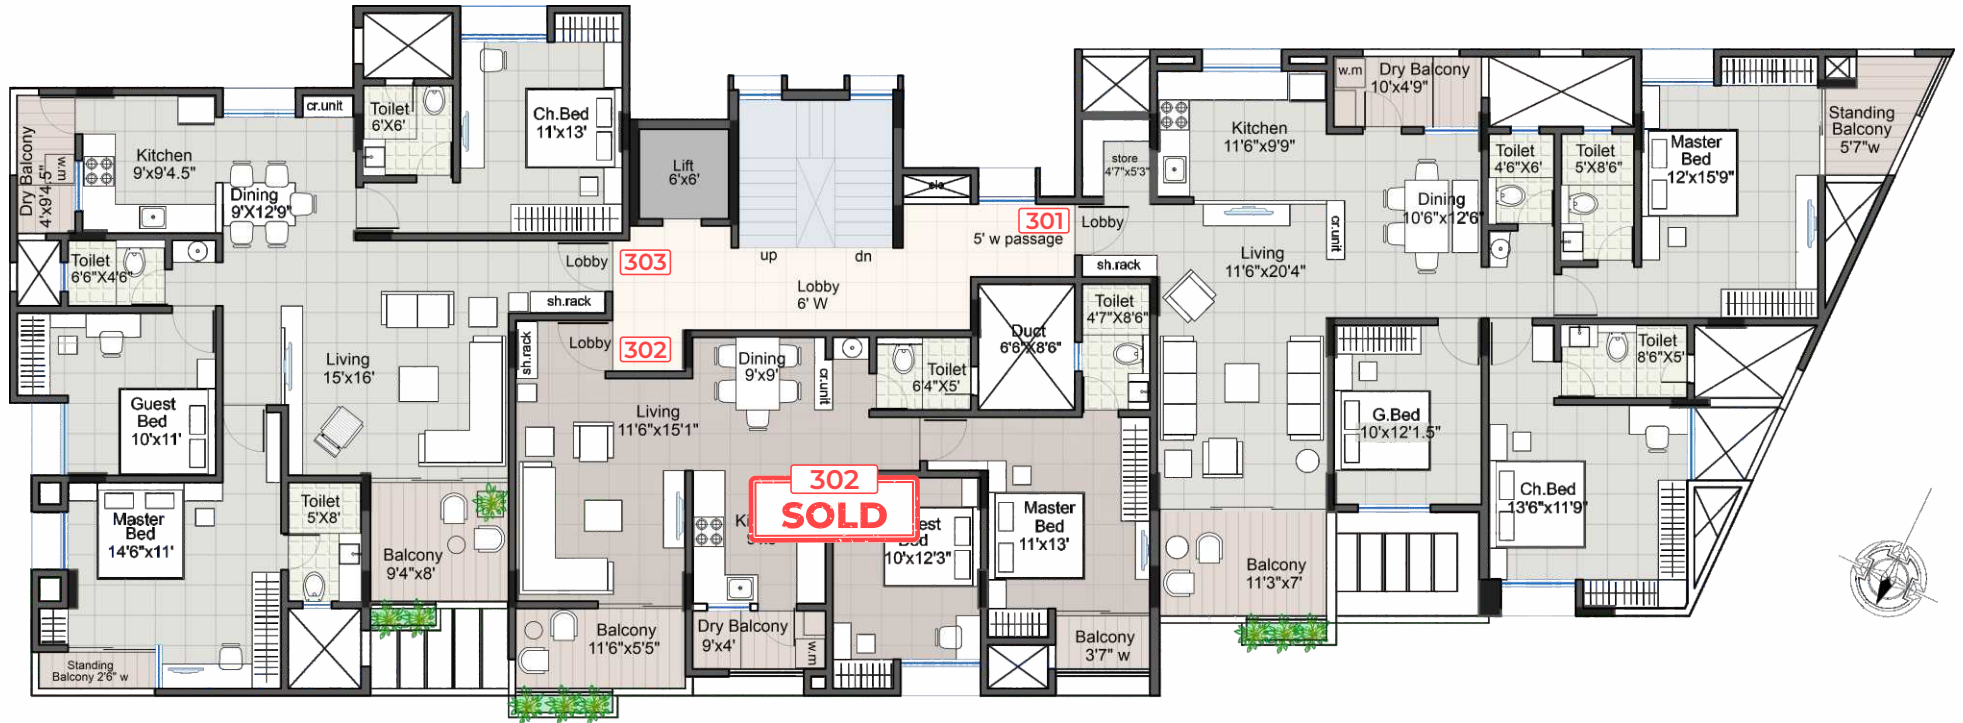 cr.unit
Toilet
6'X6'
Ch.Bed
11'x13'
Dry Balcony
4'x9'4.5"
w.m
Kitchen
9'x9'4.5"
Dining
9'X12'9"
Toilet
6'6"X4'6"
Lobby
303
sh.rack
Living
15'x16'
Guest
Bed
10'x11'
Master
Bed
14'6"x11'
Toilet
5'X8'
Balcony
9'4"x8'
Standing
Balcony 2'6" w
Lift
6'x6'
up
dn
Lobby
6' W
5' w passage
301
Lobby
302
sh.rack
Dining
9'x9'
cr.unit
Living
11'6"x15'1"
Toilet
6'4"X5'
Duct
6'6"X8'6"
Toilet
4'7"X8'6"
302
SOLD
Bed
10'x12'3"
Master
Bed
11'x13'
Balcony
11'6"x5'5"
Dry Balcony
9'x4'
w.m
Balcony
3'7" w
store
4'7"x5'3"
Lobby
sh.rack
Kitchen
11'6"x9'9"
w.m
Dry Balcony
10'x4'9"
Dining
10'6"x12'6"
cr.unit
Living
11'6"x20'4"
Toilet
4'6"X6'
Toilet
5'X8'6"
Master
Bed
12'x15'9"
Standing
Balcony
5'7"w
Toilet
8'6"X5'
G.Bed
10'x12'1.5"
Ch.Bed
13'6"x11'9"
Balcony
11'3"x7'